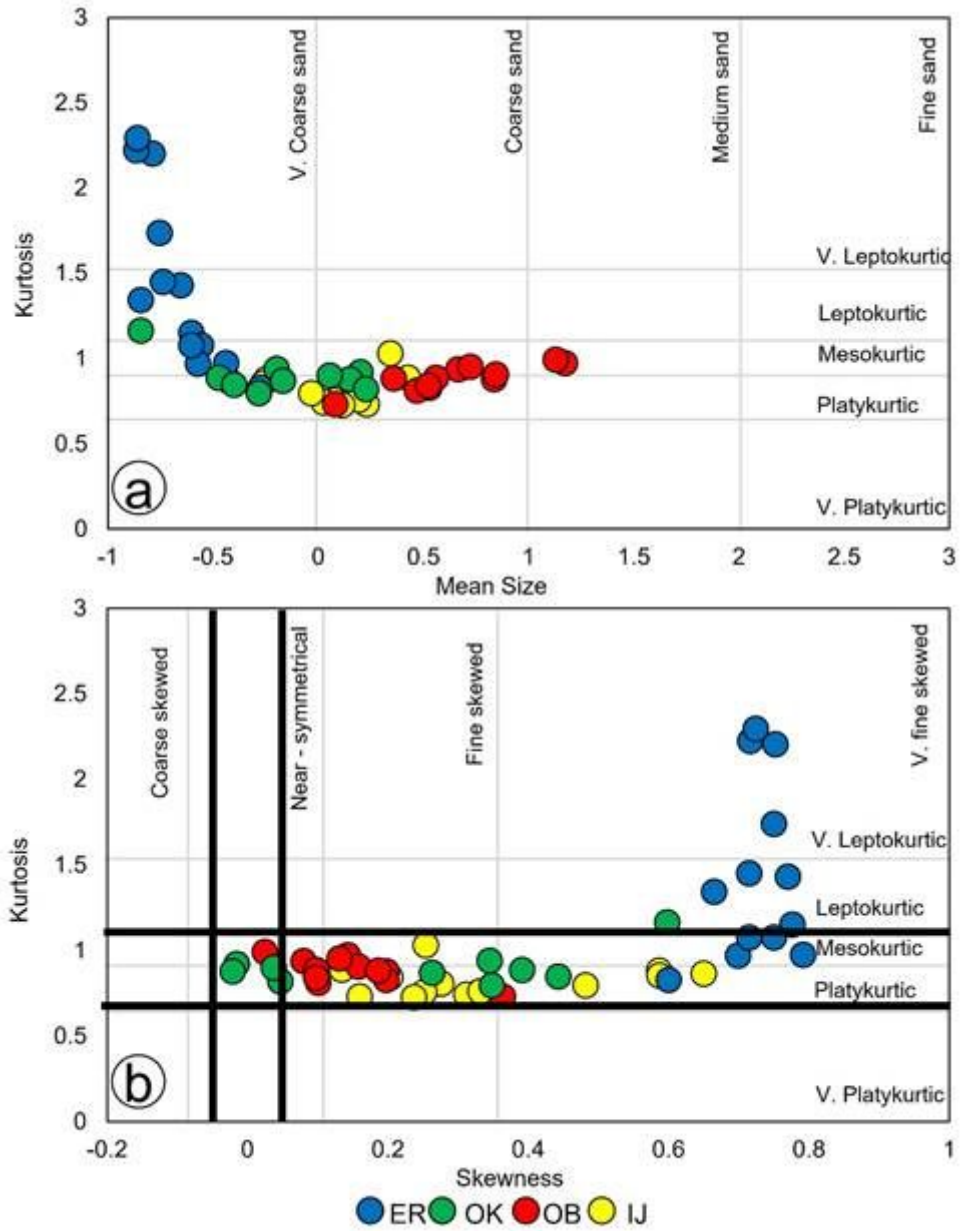 3
2.5
2
1.5
1
0.5
0
Kurtosis
V. Coarse sand
Coarse sand
Medium sand
Fine sand
V. Leptokurtic
Leptokurtic
Mesokurtic
Platykurtic
V. Platykurtic
a
-1 -0.5 0 0.5 1 1.5 2 2.5 3
Mean Size
3
2.5
2
1.5
1
0.5
0
Kurtosis
Coarse skewed
Near - symmetrical
Fine skewed
V. fine skewed
V. Leptokurtic
Leptokurtic
Mesokurtic
Platykurtic
V. Platykurtic
b
-0.2 0 0.2 0.4 0.6 0.8 1
Skewness
ER OK OB IJ